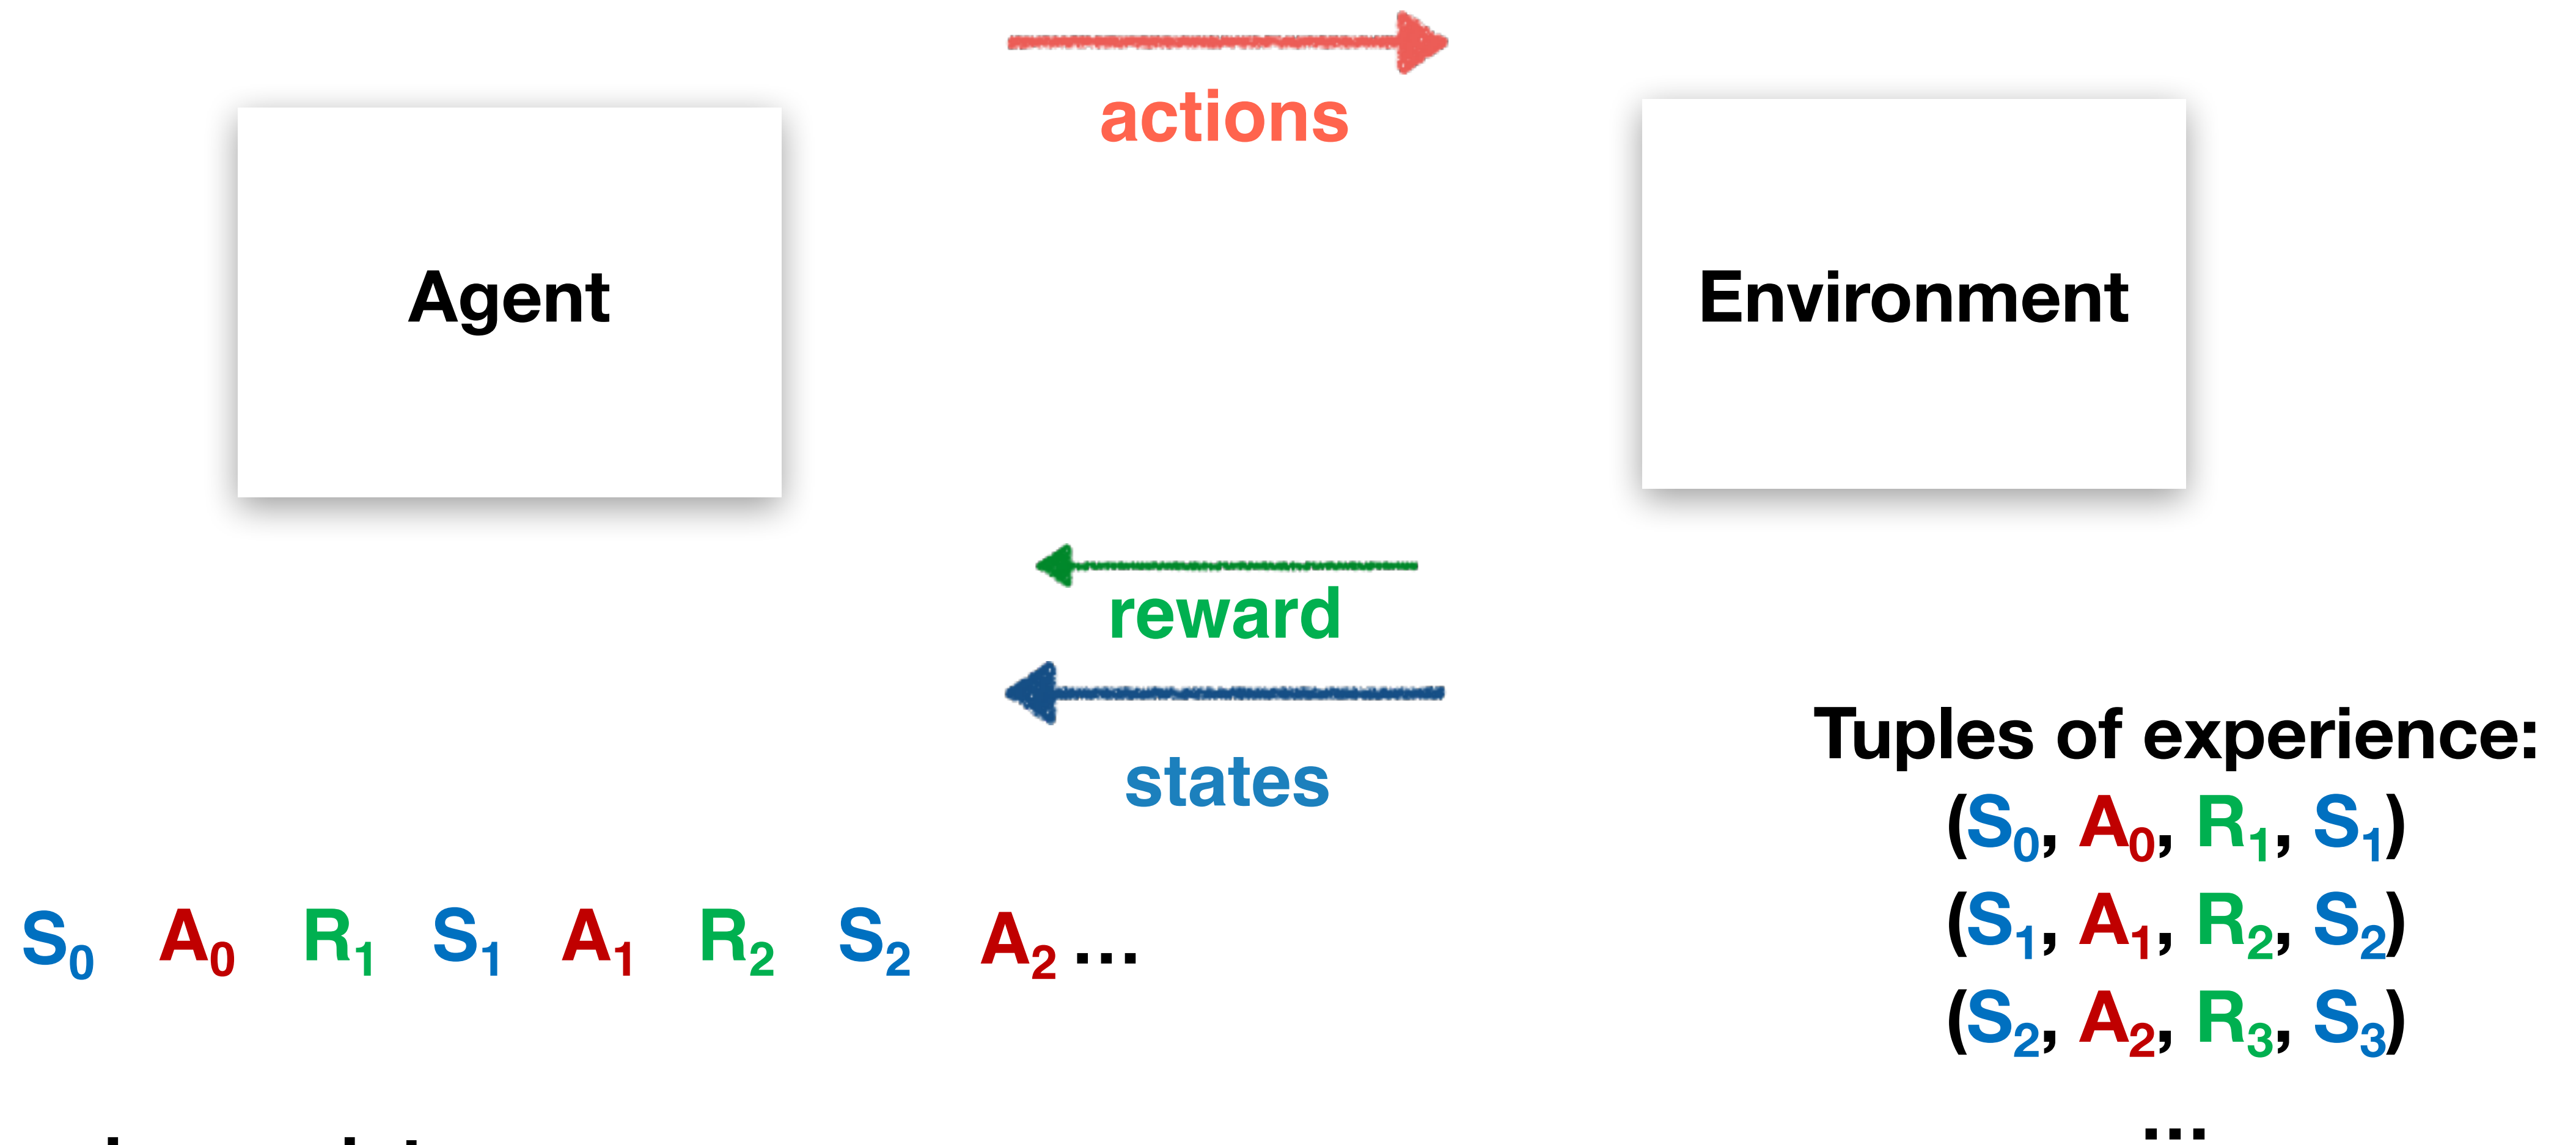 actions
Agent
Environment
reward
states
Tuples of experience:
(S₀, A₀, R₁, S₁)
(S₁, A₁, R₂, S₂)
(S₂, A₂, R₃, S₃)
...
S₀ A₀ R₁ S₁ A₁ R₂ S₂ A₂ ...